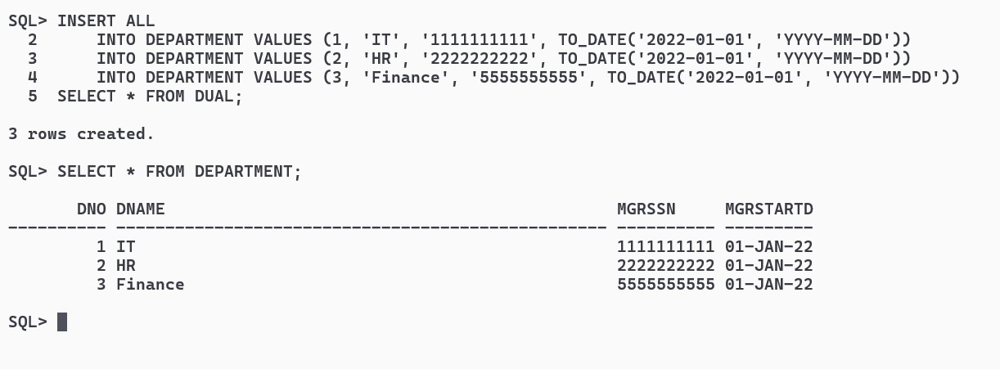 SQL> INSERT ALL
  2      INTO DEPARTMENT VALUES (1, 'IT', '1111111111', TO_DATE('2022-01-01', 'YYYY-MM-DD'))
  3      INTO DEPARTMENT VALUES (2, 'HR', '2222222222', TO_DATE('2022-01-01', 'YYYY-MM-DD'))
  4      INTO DEPARTMENT VALUES (3, 'Finance', '5555555555', TO_DATE('2022-01-01', 'YYYY-MM-DD'))
  5  SELECT * FROM DUAL;
3 rows created.
SQL> SELECT * FROM DEPARTMENT;
       DNO DNAME                                              MGRSSN     MGRSTARTD
---------- -------------------------------------------------- ---------- ---------
         1 IT                                                 1111111111 01-JAN-22
         2 HR                                                 2222222222 01-JAN-22
         3 Finance                                            5555555555 01-JAN-22
SQL>